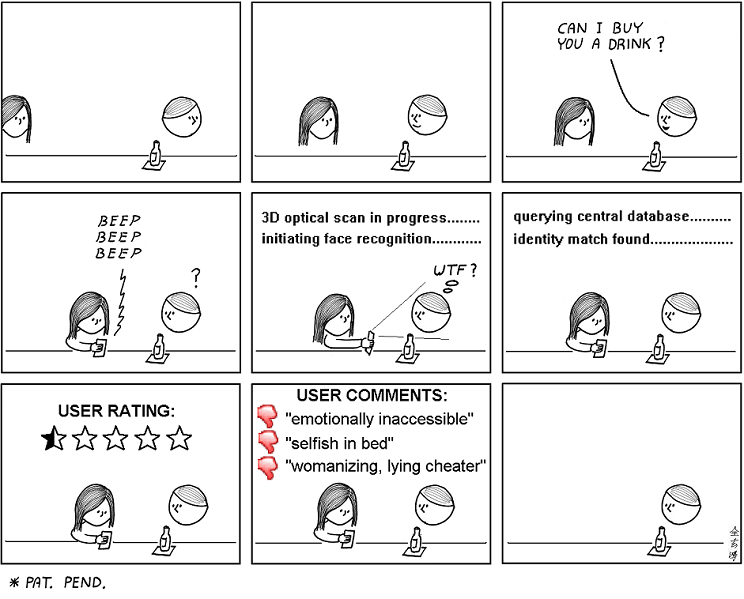 CAN I BUY
YOU A DRINK?
BEEP
BEEP
BEEP
?
3D optical scan in progress........
initiating face recognition............
WTF?
querying central database..........
identity match found.....................
USER RATING:
USER COMMENTS:
"emotionally inaccessible"
"selfish in bed"
"womanizing, lying cheater"
* PAT. PEND.